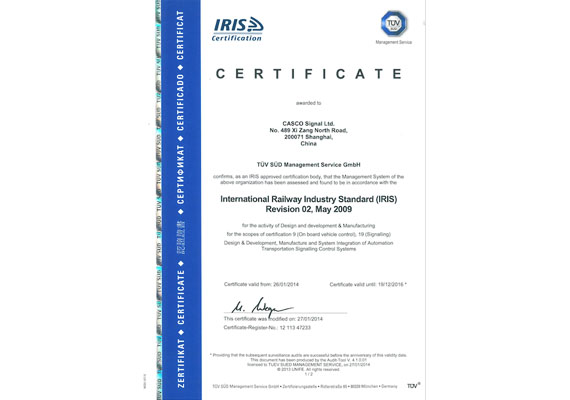 IRIS
Certification
TÜV
SÜD
Management Service
CERTIFICATE
awarded to
CASCO Signal Ltd.
No. 489 Xi Zang North Road,
200071 Shanghai,
China
TÜV SÜD Management Service GmbH
confirms, as an IRIS approved certification body, that the Management System of the
above organization has been assessed and found to be in accordance with the
International Railway Industry Standard (IRIS)
Revision 02, May 2009
for the activity of Design and development & Manufacturing
for the scopes of certification 9 (On board vehicle control), 19 (Signalling)
Design & Development, Manufacture and System Integration of Automation
Transportation Signalling Control Systems
Certificate valid from: 26/01/2014
Certificate valid until: 19/12/2016 *
This certificate was modified on: 27/01/2014
Certificate-Register-No.: 12 113 47233
* Providing that the subsequent surveillance audits are successful before the anniversary of this validity date.
This document has been produced by the Audit-Tool V. 4.1.0.01
licensed to TUEV SUED MANAGEMENT SERVICE, on 27/01/2014
© 2013 UNIFE. All rights reserved
1 / 2
TÜV SÜD Management Service GmbH • Zertifizierungsstelle • Ridlerstraße 65 • 80339 München • Germany
TÜV®
ZERTIFIKAT ◆ CERTIFICATE ◆ 認證證書 ◆ СЕРТИФИКАТ ◆ CERTIFICADO ◆ CERTIFICAT